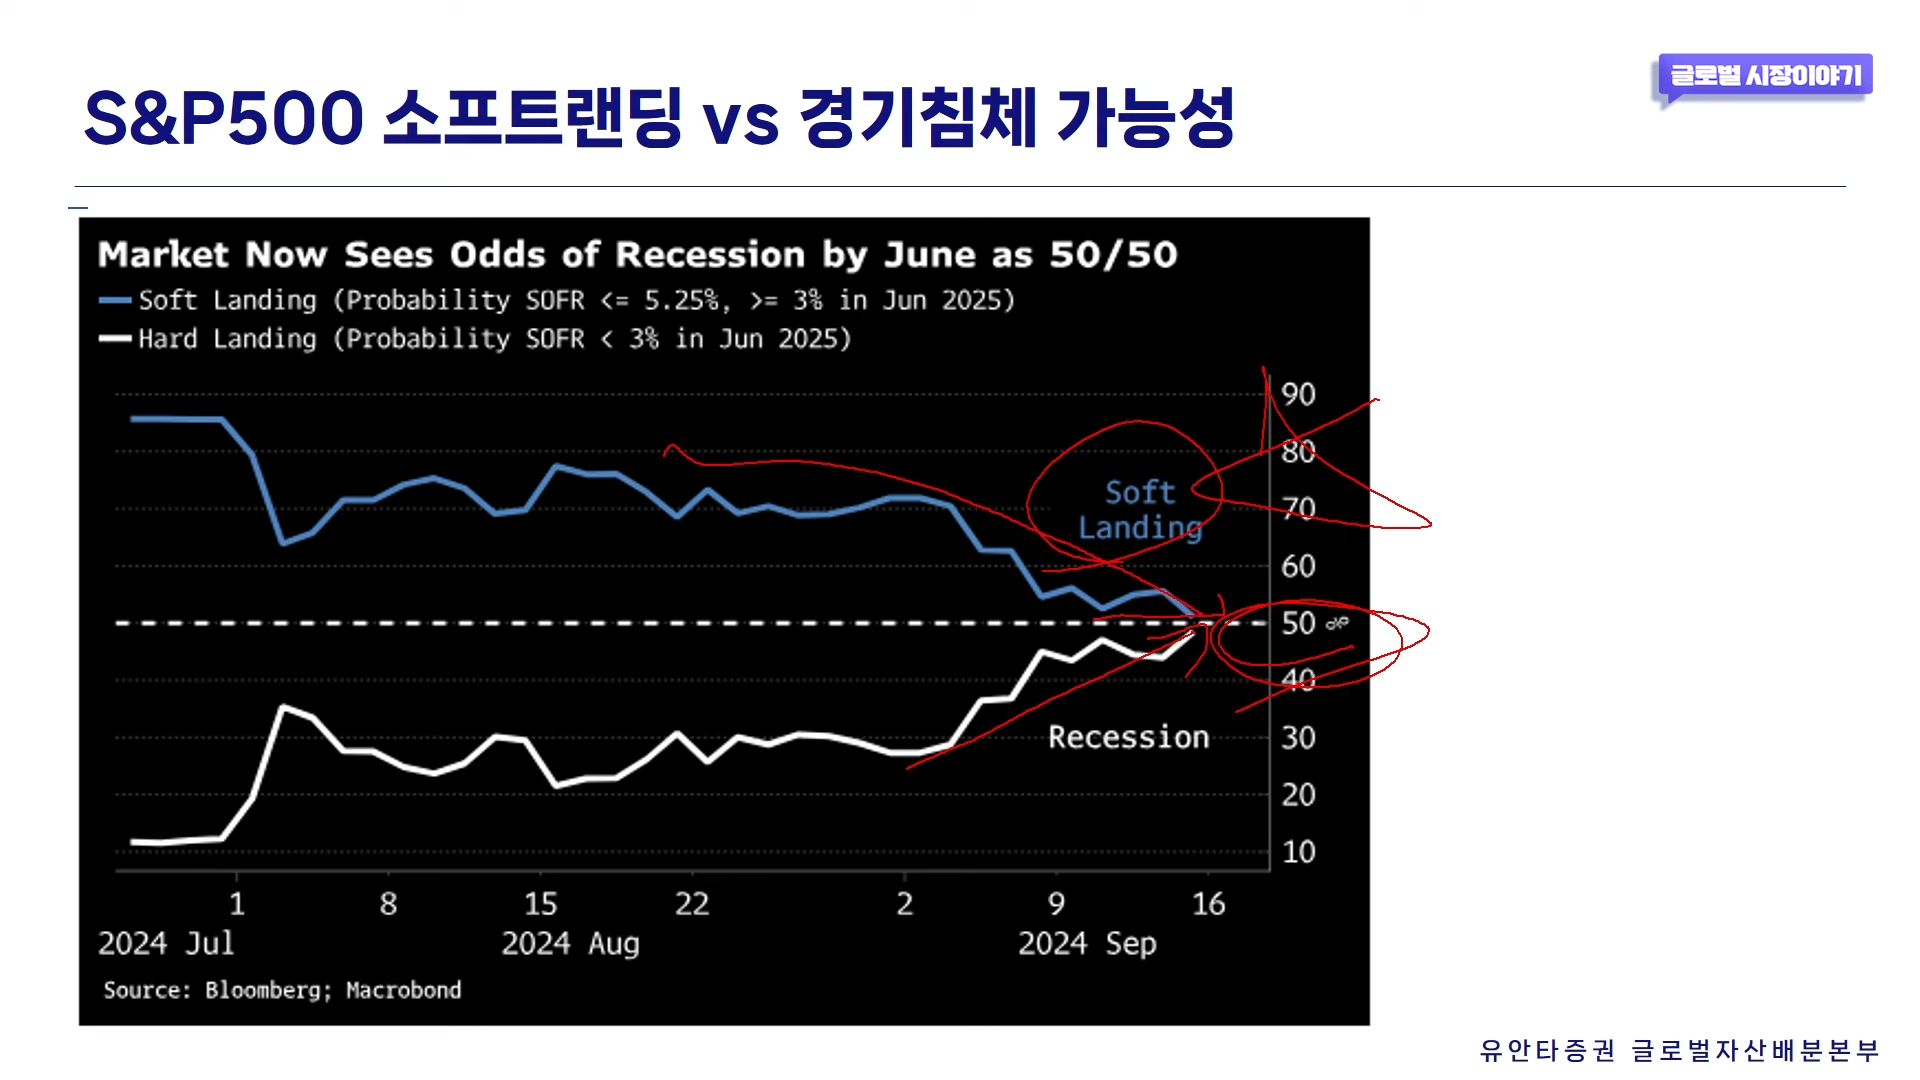 글로벌 시장이야기
S&P500 소프트랜딩 vs 경기침체 가능성
Market Now Sees Odds of Recession by June as 50/50
Soft Landing (Probability SOFR <= 5.25%, >= 3% in Jun 2025)
Hard Landing (Probability SOFR < 3% in Jun 2025)
90
80
Soft
Landing
70
60
50 %
40
Recession
30
20
10
1 8 15 22 2 9 16
2024 Jul 2024 Aug 2024 Sep
Source: Bloomberg; Macrobond
유안타증권 글로벌자산배분본부